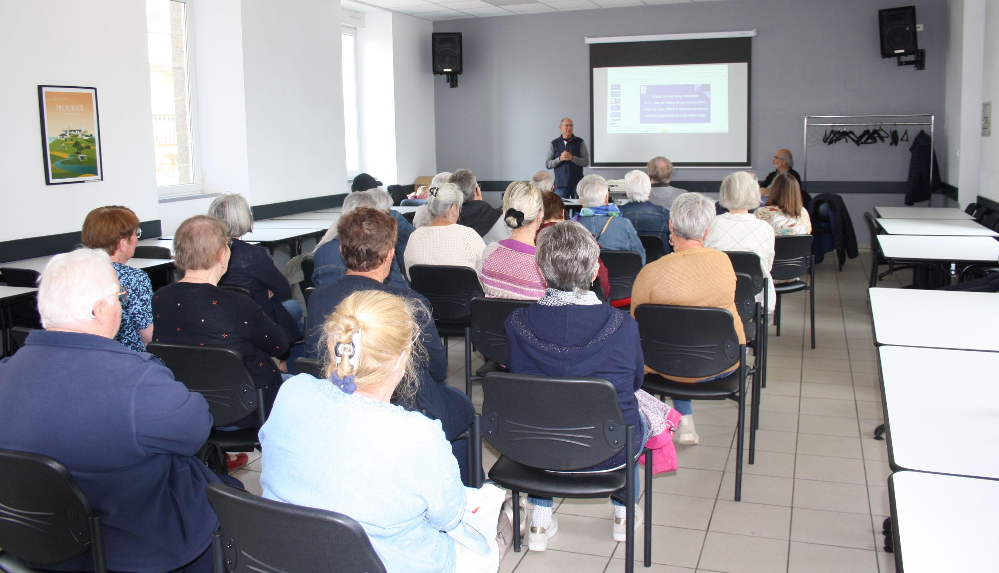 PLOUIDER
Après ce trop long intermède
et la mise en sommeil de l'association,
merci à vous d'être à nouveau présents
et prêts à rejoindre le club multimédia.